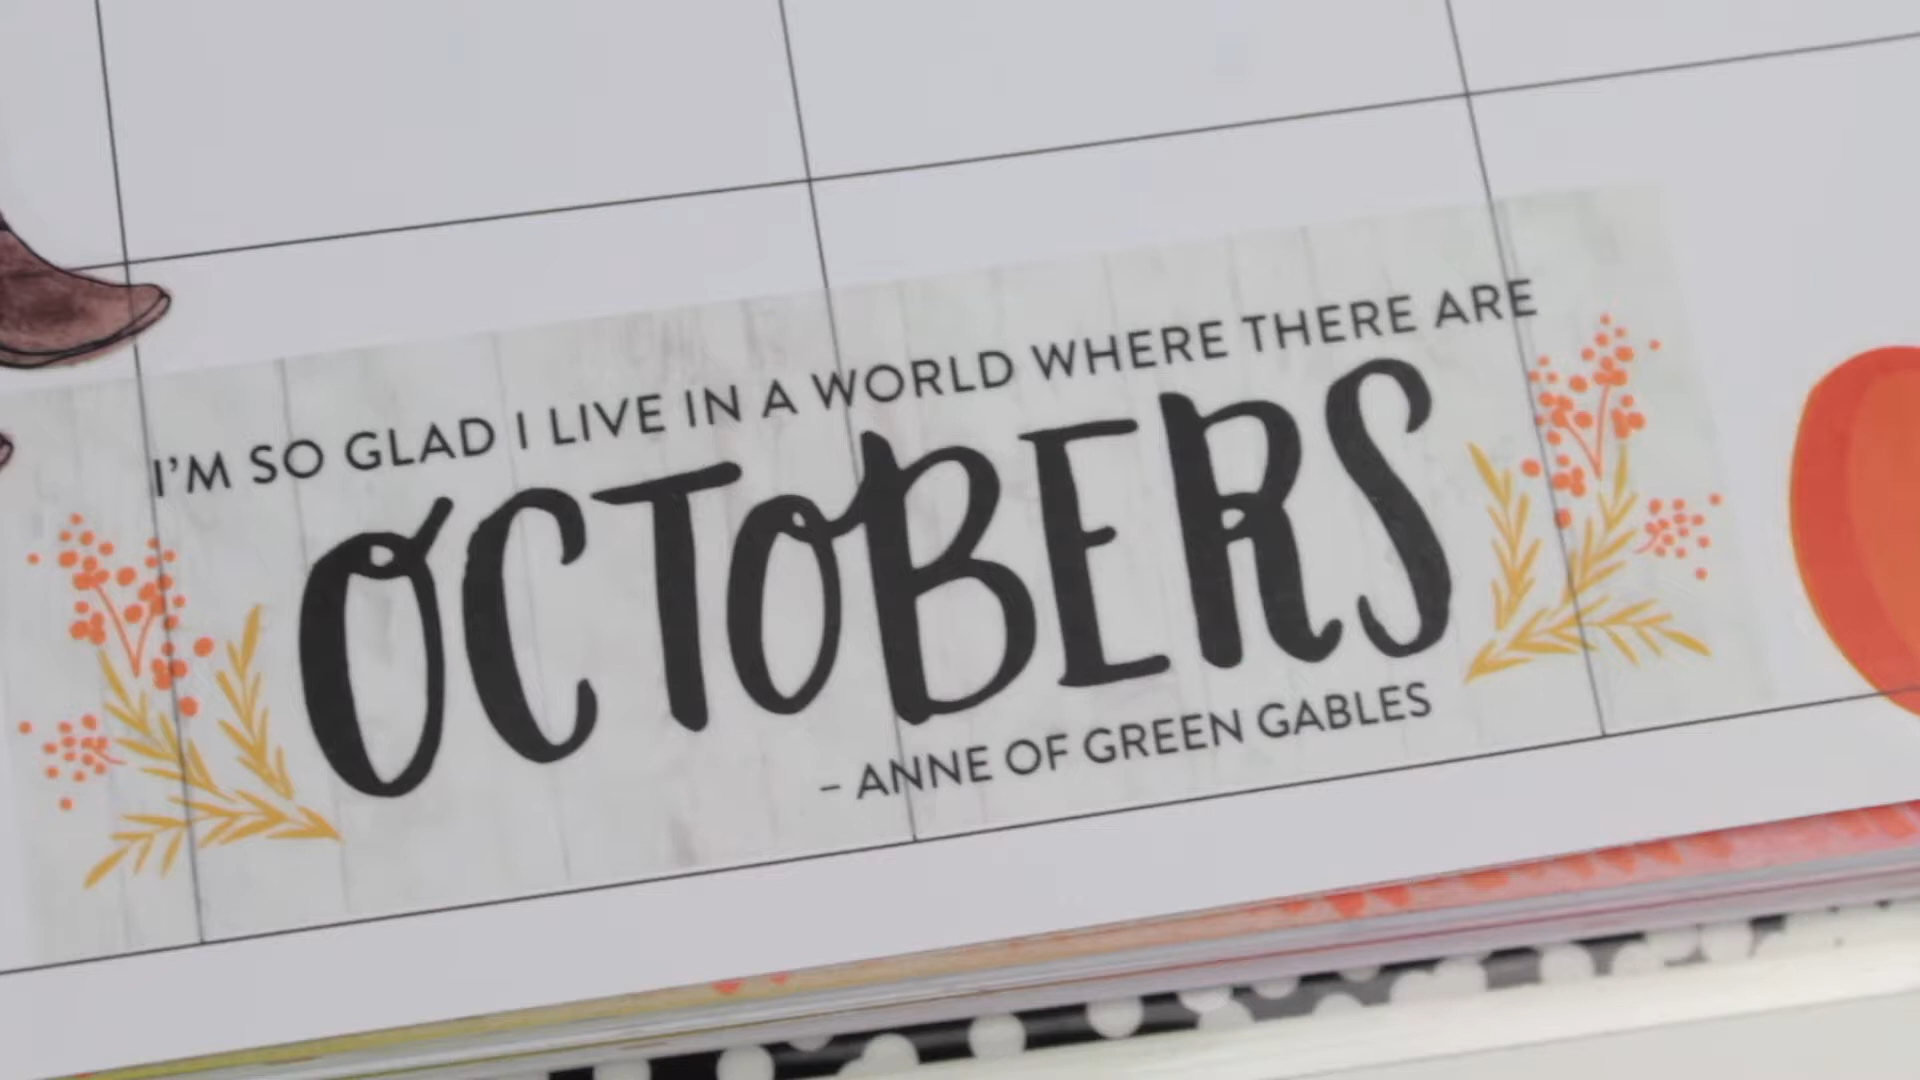 I'M SO GLAD I LIVE IN A WORLD WHERE THERE ARE
OCTOBERS
– ANNE OF GREEN GABLES